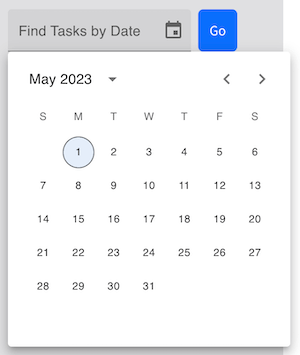 Find Tasks by Date Go
May 2023
S M T W T F S
1 2 3 4 5 6
7 8 9 10 11 12 13
14 15 16 17 18 19 20
21 22 23 24 25 26 27
28 29 30 31